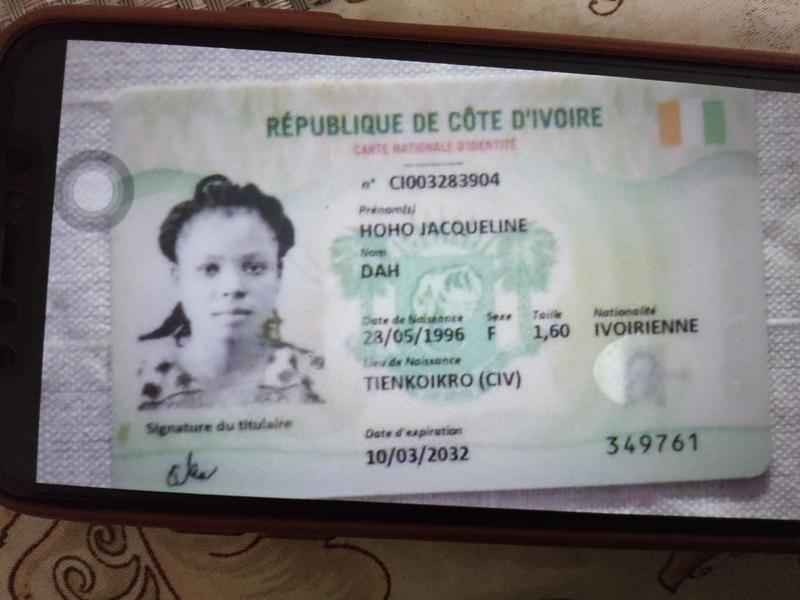 RÉPUBLIQUE DE CÔTE D'IVOIRE
CARTE NATIONALE D'IDENTITÉ
n° CI003283904
Prénom(s)
HOHO JACQUELINE
Nom
DAH
Date de Naissance Sexe Taille Nationalité
28/05/1996 F 1,60 IVOIRIENNE
Lieu de Naissance
TIENKOIKRO (CIV)
Signature du titulaire
Date d'expiration
10/03/2032
349761